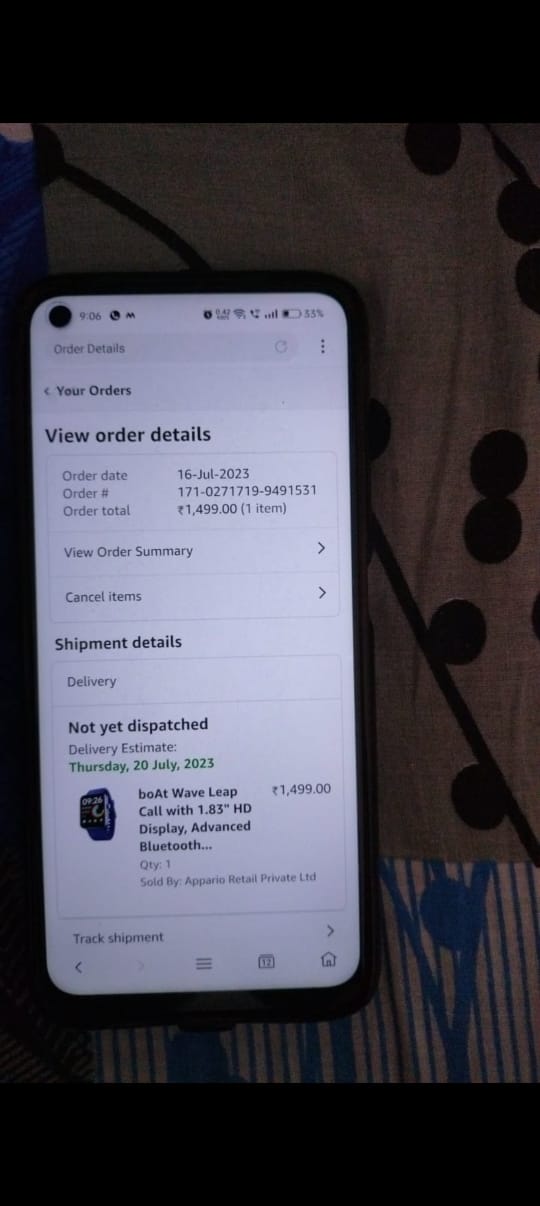 9:06 33%
Order Details
Your Orders
View order details
Order date 16-Jul-2023
Order # 171-0271719-9491531
Order total ₹1,499.00 (1 item)
View Order Summary
Cancel items
Shipment details
Delivery
Not yet dispatched
Delivery Estimate:
Thursday, 20 July, 2023
09:26
boAt Wave Leap ₹1,499.00
Call with 1.83" HD
Display, Advanced
Bluetooth...
Qty: 1
Sold By: Appario Retail Private Ltd
Track shipment
12